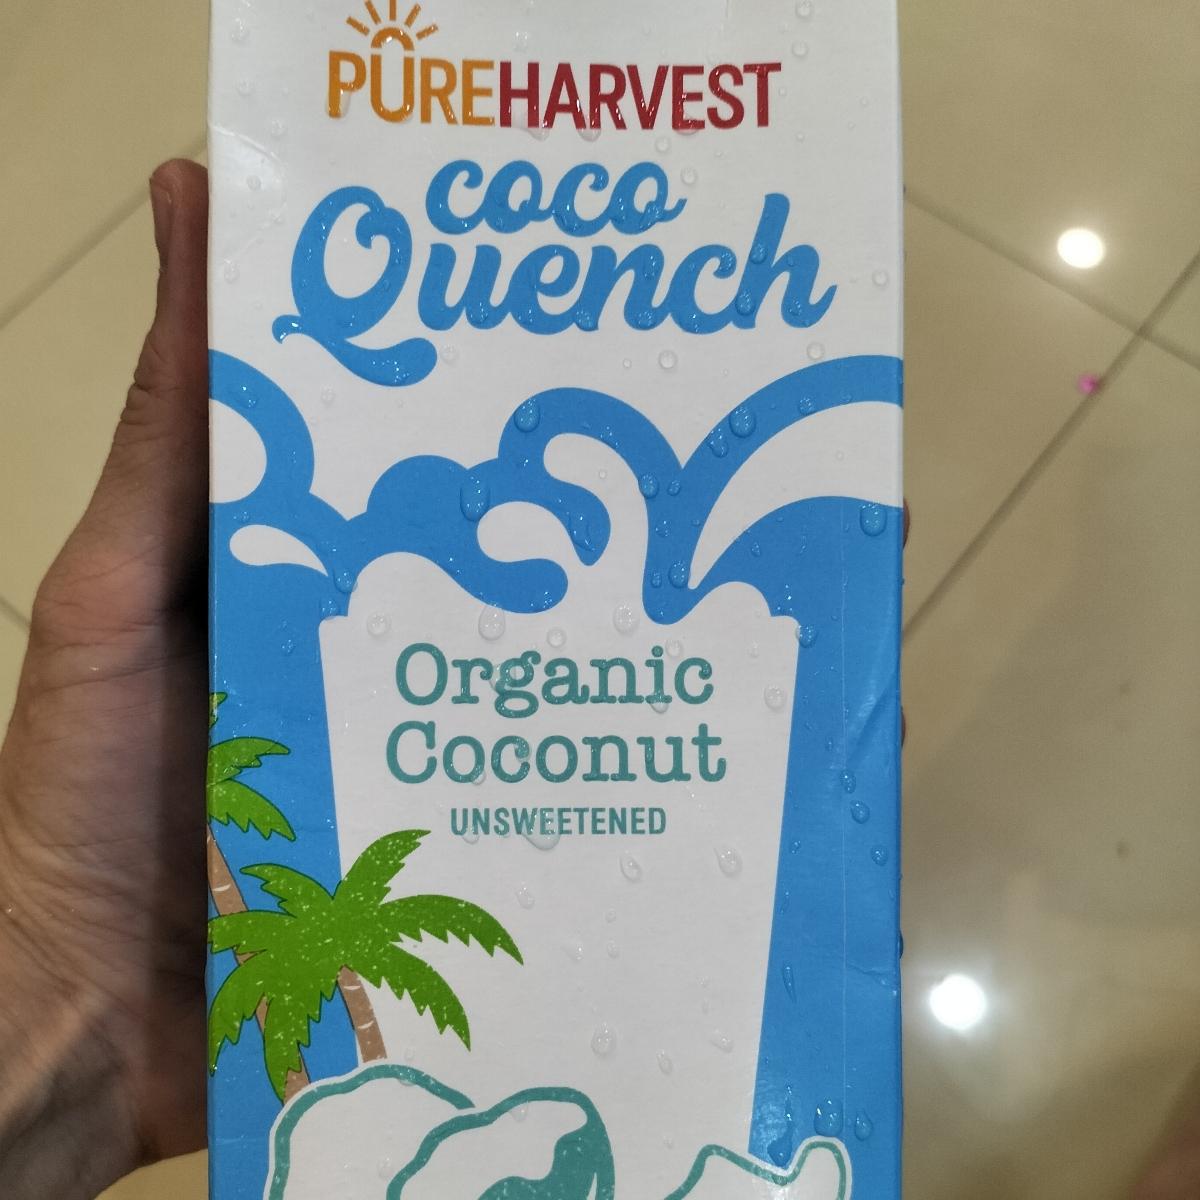 PUREHARVEST
coco
Quench
Organic
Coconut
UNSWEETENED